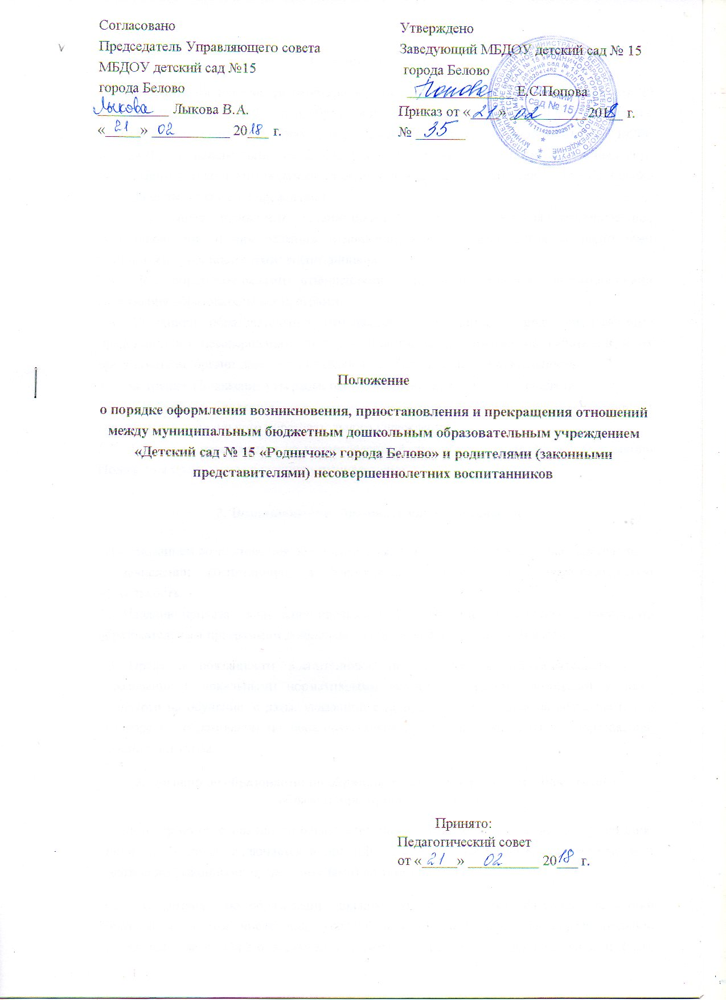 Согласовано
Председатель Управляющего совета
МБДОУ детский сад №15
города Белово
Лыкова Лыкова В.А.
«21» 02 2018 г.
Утверждено
Заведующий МБДОУ детский сад № 15
города Белово
Попова Е.С.Попова
Приказ от «21» 02 2018 г.
№ 35
Детский
сад № 15
Положение
о порядке оформления возникновения, приостановления и прекращения отношений
между муниципальным бюджетным дошкольным образовательным учреждением
«Детский сад № 15 «Родничок» города Белово» и родителями (законными
представителями) несовершеннолетних воспитанников
Принято:
Педагогический совет
от «21» 02 2018 г.